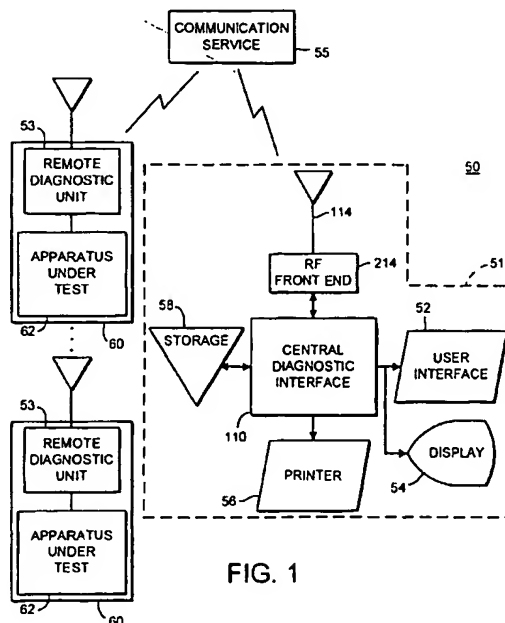 COMMUNICATION
SERVICE
55
53
REMOTE
DIAGNOSTIC
UNIT
APPARATUS
UNDER
TEST
62
60
50
51
114
RF
FRONT END
214
58
STORAGE
CENTRAL
DIAGNOSTIC
INTERFACE
110
52
USER
INTERFACE
PRINTER
56
DISPLAY
54
53
REMOTE
DIAGNOSTIC
UNIT
APPARATUS
UNDER
TEST
62
60
FIG. 1